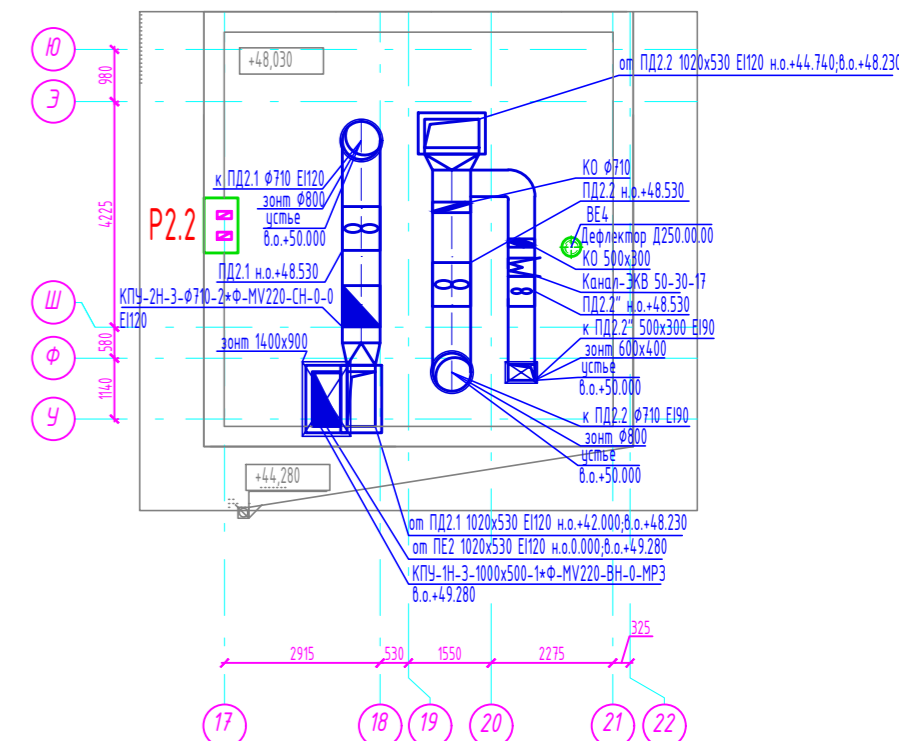 Ю
980
+48,030
от ПД2.2 1020х530 EI120 н.о.+44.740;в.о.+48.230
Э
4225
к ПД2.1 ф710 EI120
зонт ф800
устье
в.о.+50.000
КО ф710
ПД2.2 н.о.+48.530
ВЕ4
Дефлектор Д250.00.00
КО 500х300
Канал-ЭКВ 50-30-17
ПД2.2" н.о.+48.530
к ПД2.2" 500х300 EI90
зонт 600х400
устье
в.о.+50.000
Р2.2
ПД2.1 н.о.+48.530
КПУ-2Н-З-ф710-2*Ф-MV220-СН-0-0
EI120
зонт 1400х900
Ш
580
Ф
1140
У
к ПД2.2 ф710 EI90
зонт ф800
устье
в.о.+50.000
+44,280
от ПД2.1 1020х530 EI120 н.о.+42.000;в.о.+48.230
от ПЕ2 1020х530 EI120 н.о.0.000;в.о.+49.280
КПУ-1Н-З-1000х500-1*Ф-MV220-ВН-0-МРЗ
в.о.+49.280
2915
530
1550
2275
325
17
18
19
20
21
22